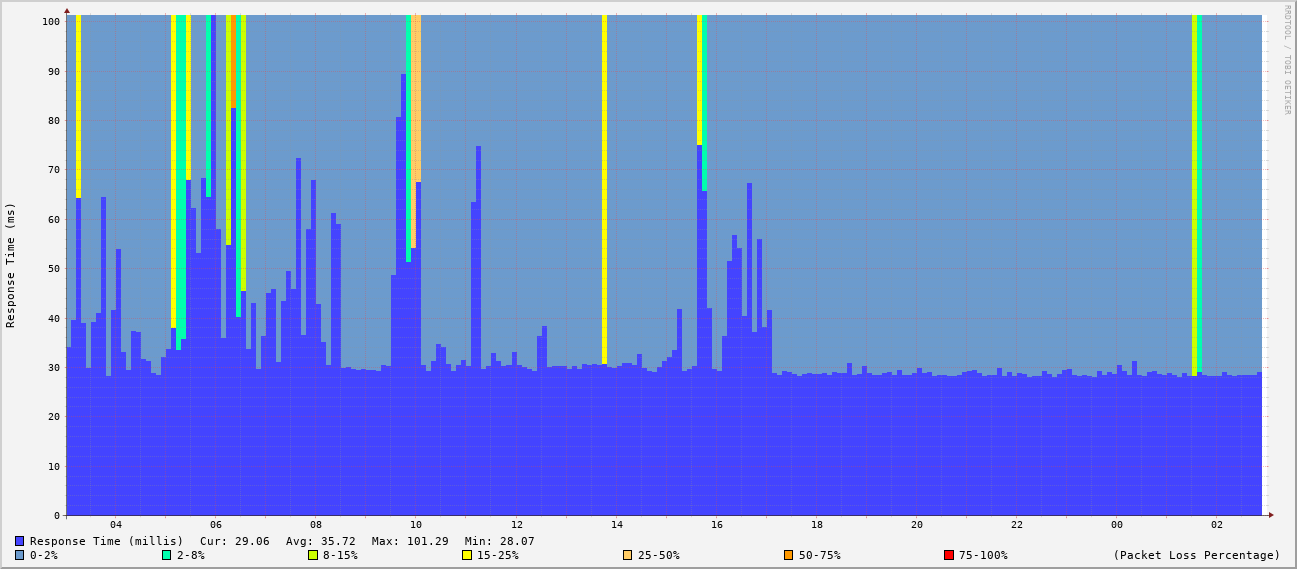 RRDTOOL / TOBI OETIKER
Response Time (ms)
100
90
80
70
60
50
40
30
20
10
0
04 06 08 10 12 14 16 18 20 22 00 02
Response Time (millis) Cur: 29.06 Avg: 35.72 Max: 101.29 Min: 28.07
0-2% 2-8% 8-15% 15-25% 25-50% 50-75% 75-100% (Packet Loss Percentage)